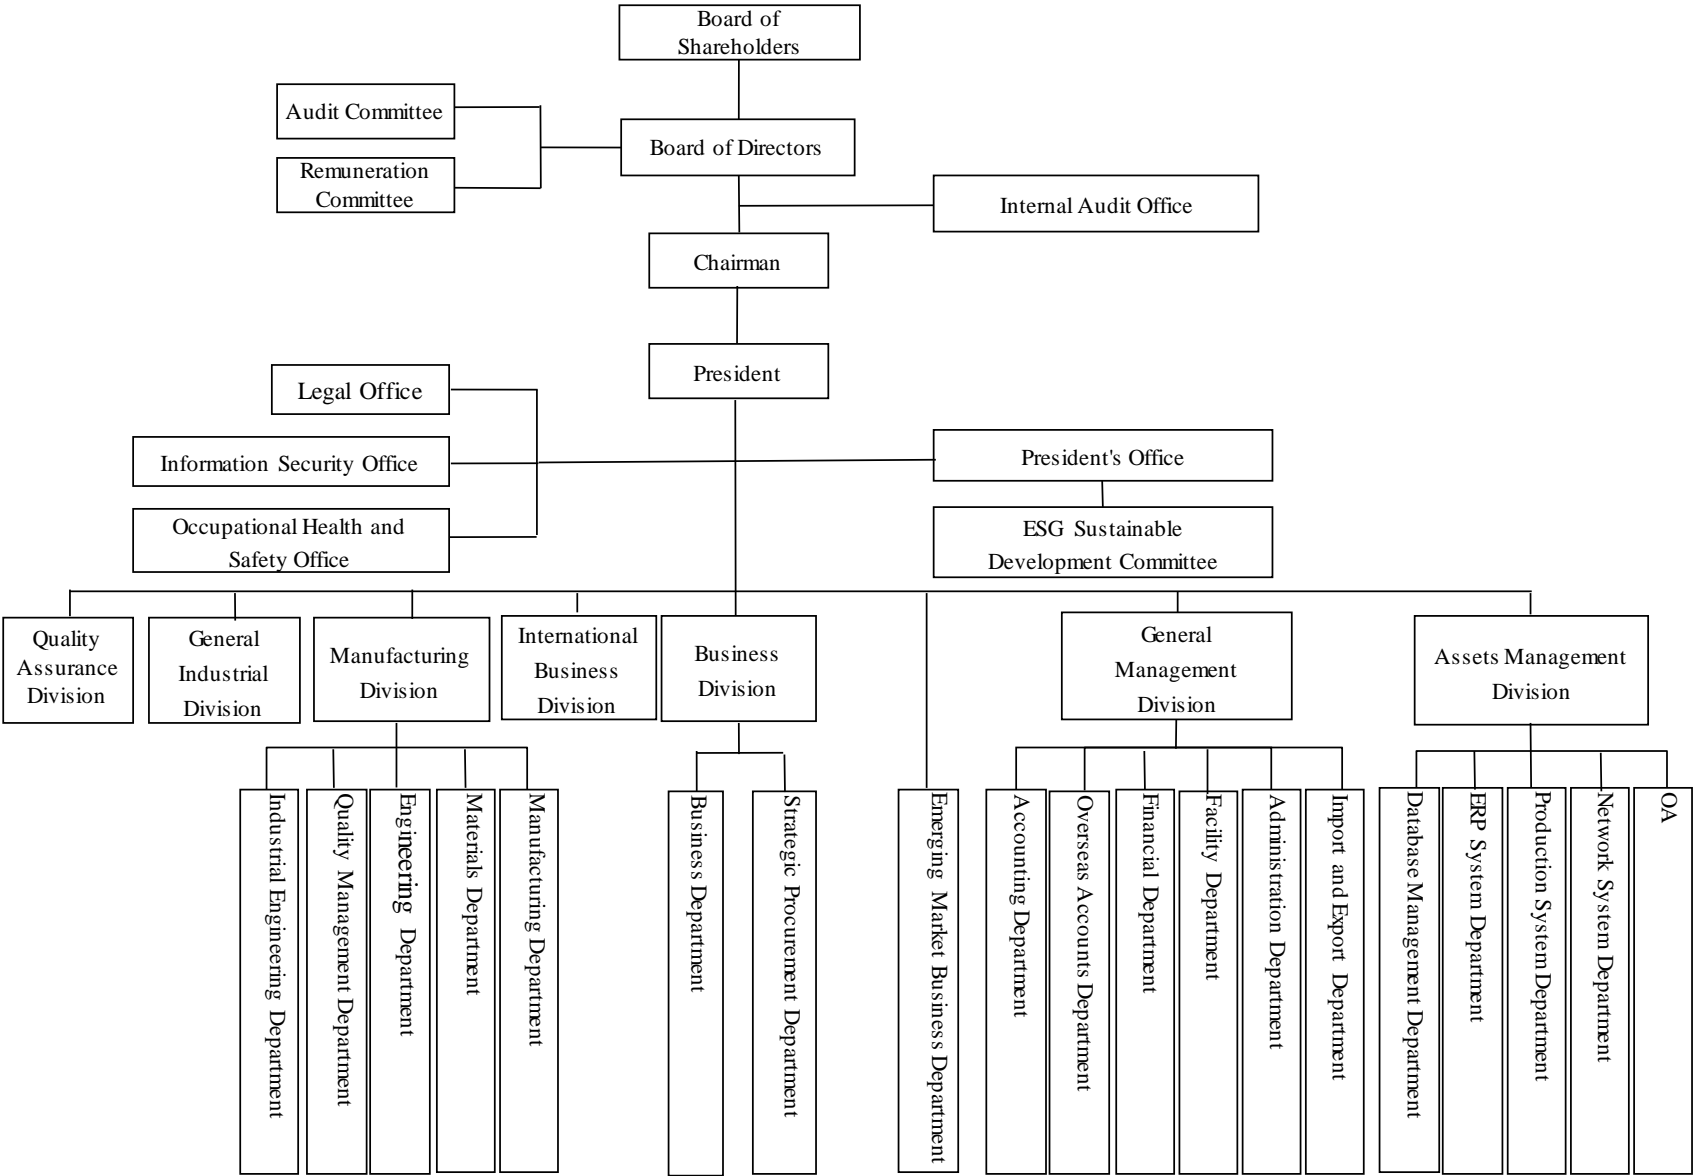 Board of
Shareholders
Audit Committee
Board of Directors
Remuneration
Committee
Internal Audit Office
Chairman
President
Legal Office
Information Security Office
President's Office
Occupational Health and
Safety Office
ESG Sustainable
Development Committee
Quality
Assurance
Division
General
Industrial
Division
Manufacturing
Division
International
Business
Division
Business
Division
General
Management
Division
Assets Management
Division
Industrial Engineering Department
Quality Management Department
Engineering Department
Materials Department
Manufacturing Department
Business Department
Strategic Procurement Department
Emerging Market Business Department
Accounting Department
Overseas Accounts Department
Financial Department
Facility Department
Administration Department
Import and Export Department
Database Management Department
ERP System Department
Production System Department
Network System Department
OA